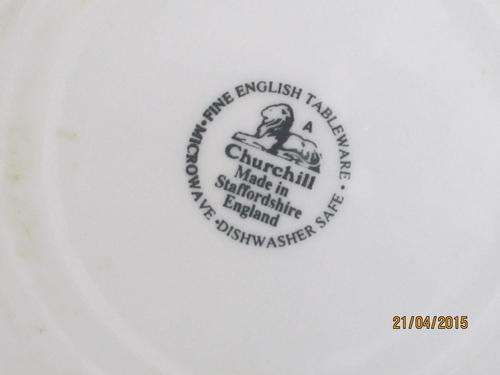 FINE ENGLISH TABLEWARE · MICROWAVE · DISHWASHER SAFE ·
A
Churchill
Made in
Staffordshire
England
21/04/2015